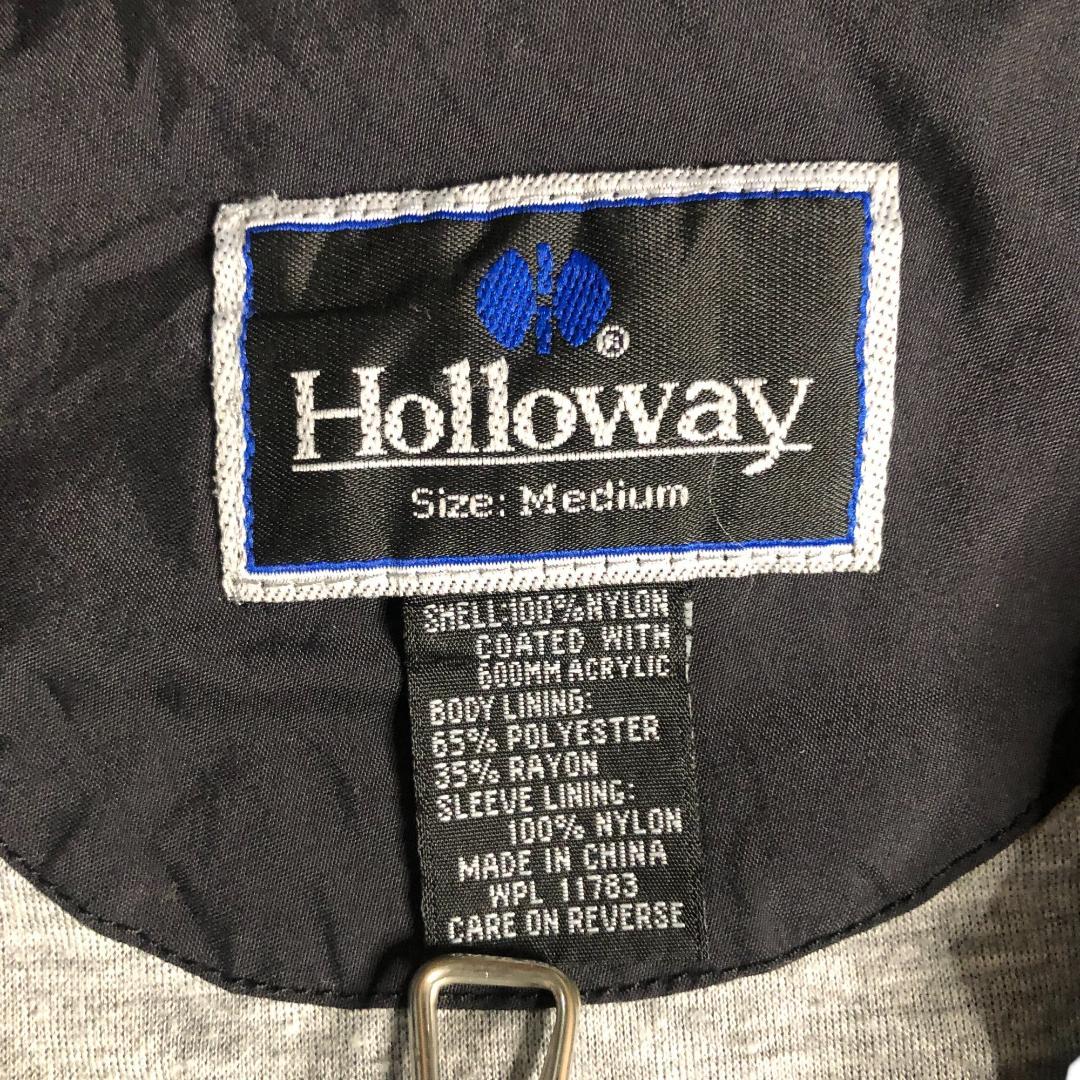 ®
Holloway
Size: Medium
SHELL:100%NYLON
COATED WITH
600MM ACRYLIC
BODY LINING:
65% POLYESTER
35% RAYON
SLEEVE LINING:
100% NYLON
MADE IN CHINA
WPL 11783
CARE ON REVERSE